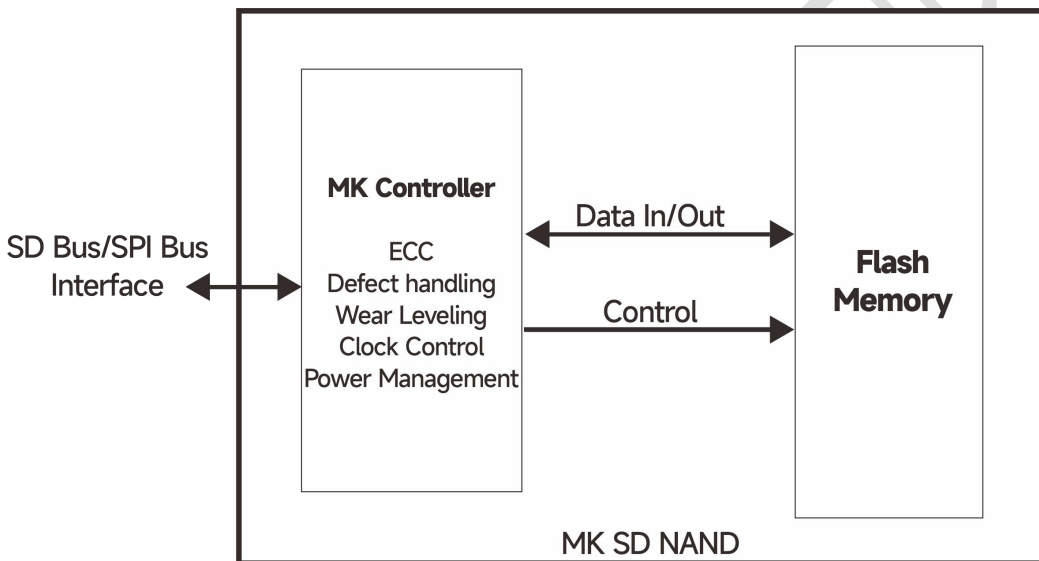 SD Bus/SPI Bus
Interface
MK Controller
ECC
Defect handling
Wear Leveling
Clock Control
Power Management
Data In/Out
Control
Flash
Memory
MK SD NAND